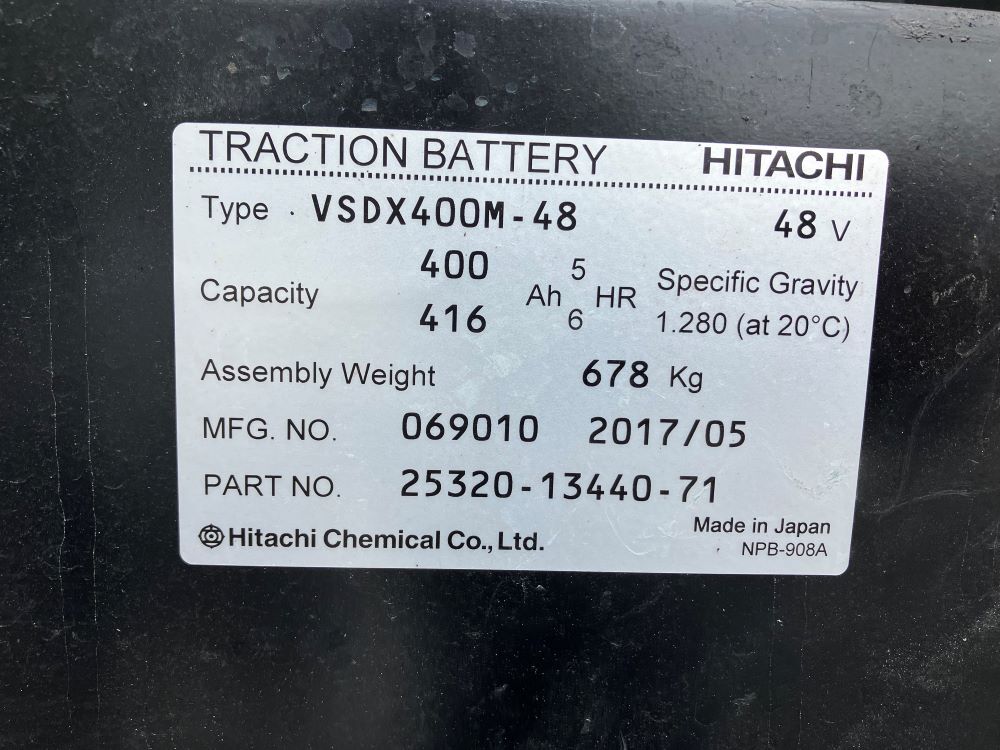 TRACTION BATTERY HITACHI
Type · VSDX400M-48 48 V
Capacity 400 416 Ah 5 6 HR Specific Gravity
1.280 (at 20°C)
Assembly Weight 678 Kg
MFG. NO. 069010 2017/05
PART NO. 25320-13440-71
Hitachi Chemical Co., Ltd. Made in Japan
NPB-908A